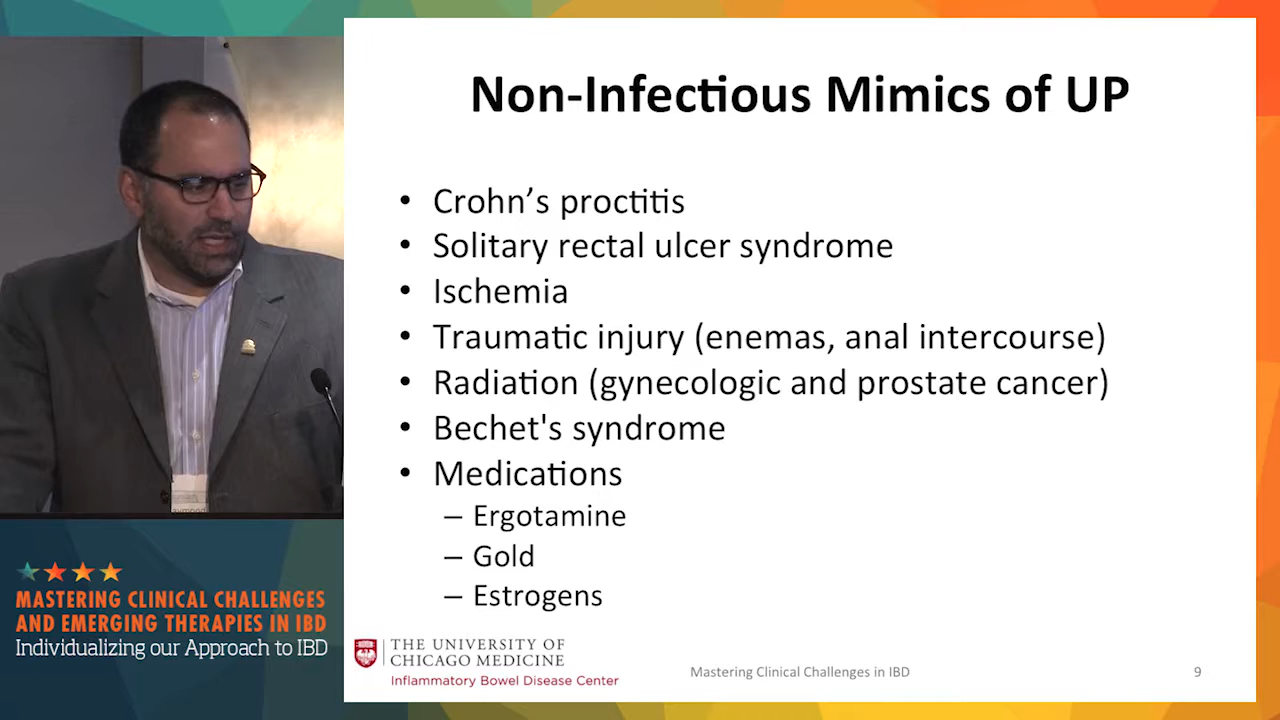 Non-Infectious Mimics of UP
• Crohn’s proctitis
• Solitary rectal ulcer syndrome
• Ischemia
• Traumatic injury (enemas, anal intercourse)
• Radiation (gynecologic and prostate cancer)
• Bechet's syndrome
• Medications
– Ergotamine
– Gold
– Estrogens
MASTERING CLINICAL CHALLENGES
AND EMERGING THERAPIES IN IBD
Individualizing our Approach to IBD
THE UNIVERSITY OF
CHICAGO MEDICINE
Inflammatory Bowel Disease Center
Mastering Clinical Challenges in IBD
9